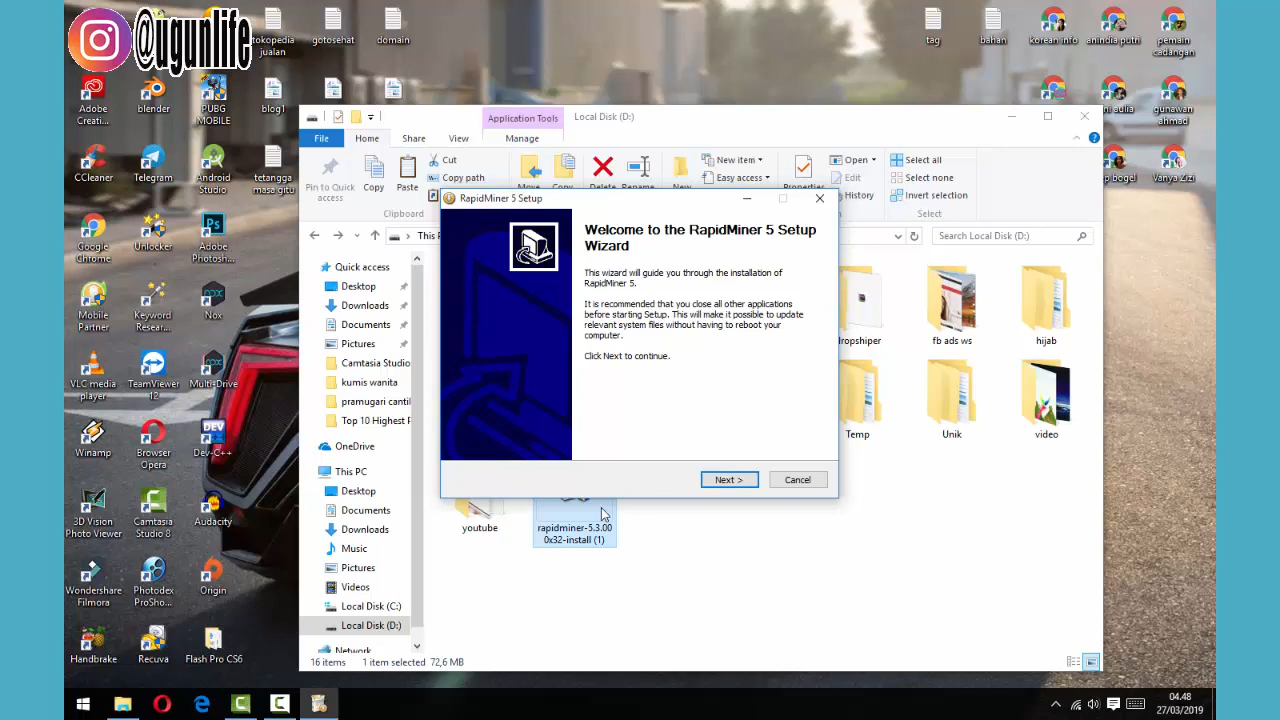 @ugunlife
tokopedia
jualan
gotosehat
domain
tag
bahan
korean info
anindia putri
pemain
cadangan
Adobe
Creati...
blender
PUBG
MOBILE
blog1
gunawan
ahmad
CCleaner
Telegram
Android
Studio
tetangga
masa gitu
Vanya Zizi
Google
Chrome
Unlocker
Adobe
Photosh...
Mobile
Partner
Keyword
Resear...
Nox
VLC media
player
TeamViewer
12
Multi-Drive
Winamp
Browser
Opera
Dev-C++
3D Vision
Photo Viewer
Camtasia
Studio 8
Audacity
Wondershare
Filmora
Photodex
ProSho...
Origin
Handbrake
Recuva
Flash Pro CS6
Application Tools
Local Disk (D:)
File
Home
Share
View
Manage
Pin to Quick
access
Copy
Paste
Cut
Copy path
New item
Easy access
Open
Edit
History
Select all
Select none
Invert selection
Clipboard
Select
Search Local Disk (D:)
Quick access
Desktop
Downloads
Documents
Pictures
Camtasia Studio
kumis wanita
pramugari cantik
Top 10 Highest P
OneDrive
This PC
Desktop
Documents
Downloads
Music
Pictures
Videos
Local Disk (C:)
Local Disk (D:)
Network
RapidMiner 5 Setup
Welcome to the RapidMiner 5 Setup
Wizard
This wizard will guide you through the installation of
RapidMiner 5.
It is recommended that you close all other applications
before starting Setup. This will make it possible to update
relevant system files without having to reboot your
computer.
Click Next to continue.
Next >
Cancel
fb ads ws
hijab
Temp
Unik
video
youtube
rapidminer-5.3.00
0x32-install (1)
16 items
1 item selected
72,6 MB
04.48
27/03/2019